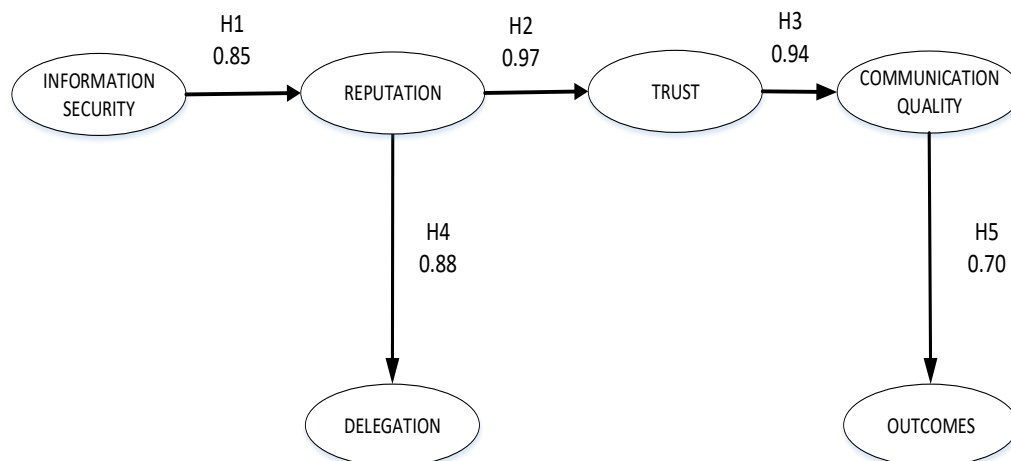 H1
0.85
H2
0.97
H3
0.94
INFORMATION
SECURITY
REPUTATION
TRUST
COMMUNICATION
QUALITY
H4
0.88
H5
0.70
DELEGATION
OUTCOMES